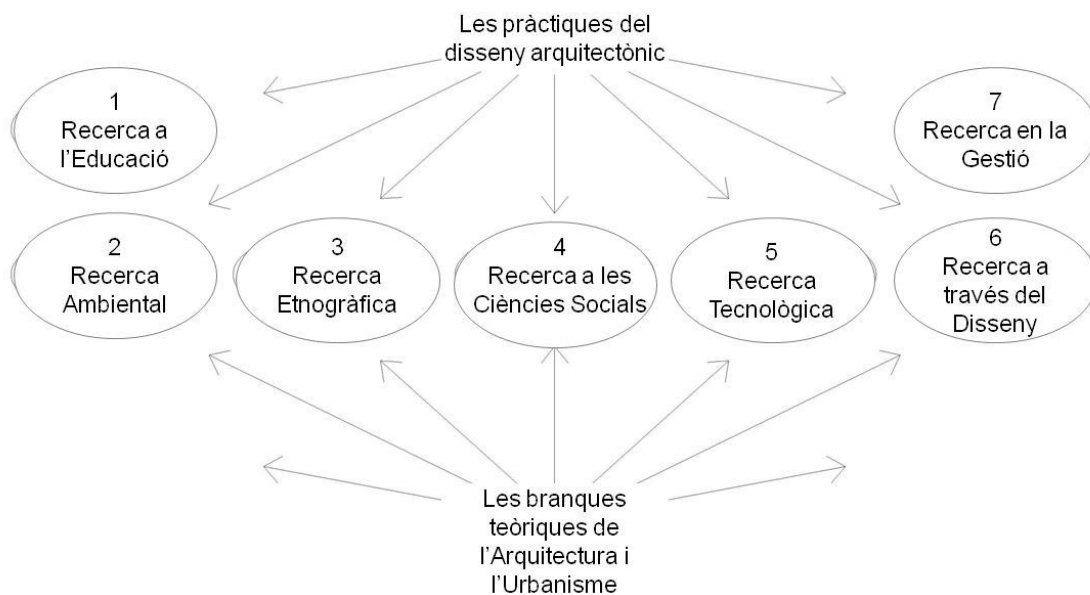 Les pràctiques del
disseny arquitectònic
1
Recerca a
l'Educació
7
Recerca en la
Gestió
2
Recerca
Ambiental
3
Recerca
Etnogràfica
4
Recerca a les
Ciències Socials
5
Recerca
Tecnològica
6
Recerca a
través del
Disseny
Les branques
teòriques de
l'Arquitectura i
l'Urbanisme